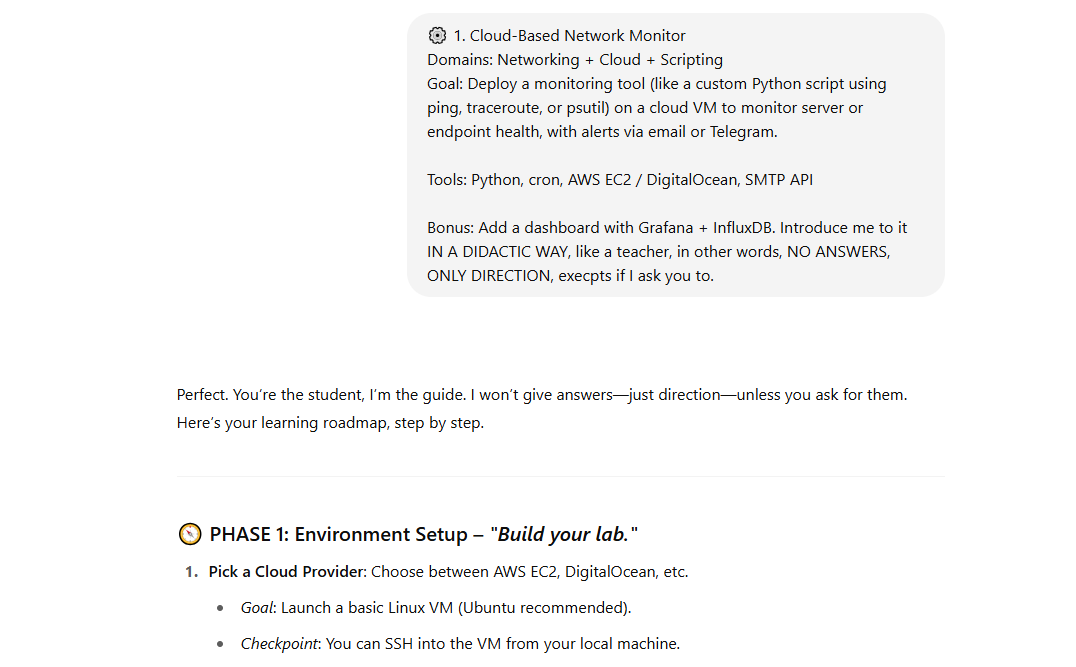 ⚙ 1. Cloud-Based Network Monitor
Domains: Networking + Cloud + Scripting
Goal: Deploy a monitoring tool (like a custom Python script using
ping, traceroute, or psutil) on a cloud VM to monitor server or
endpoint health, with alerts via email or Telegram.
Tools: Python, cron, AWS EC2 / DigitalOcean, SMTP API
Bonus: Add a dashboard with Grafana + InfluxDB. Introduce me to it
IN A DIDACTIC WAY, like a teacher, in other words, NO ANSWERS,
ONLY DIRECTION, execpts if I ask you to.
Perfect. You’re the student, I’m the guide. I won’t give answers—just direction—unless you ask for them.
Here’s your learning roadmap, step by step.
🧭 PHASE 1: Environment Setup – "Build your lab."
1. Pick a Cloud Provider: Choose between AWS EC2, DigitalOcean, etc.
• Goal: Launch a basic Linux VM (Ubuntu recommended).
• Checkpoint: You can SSH into the VM from your local machine.